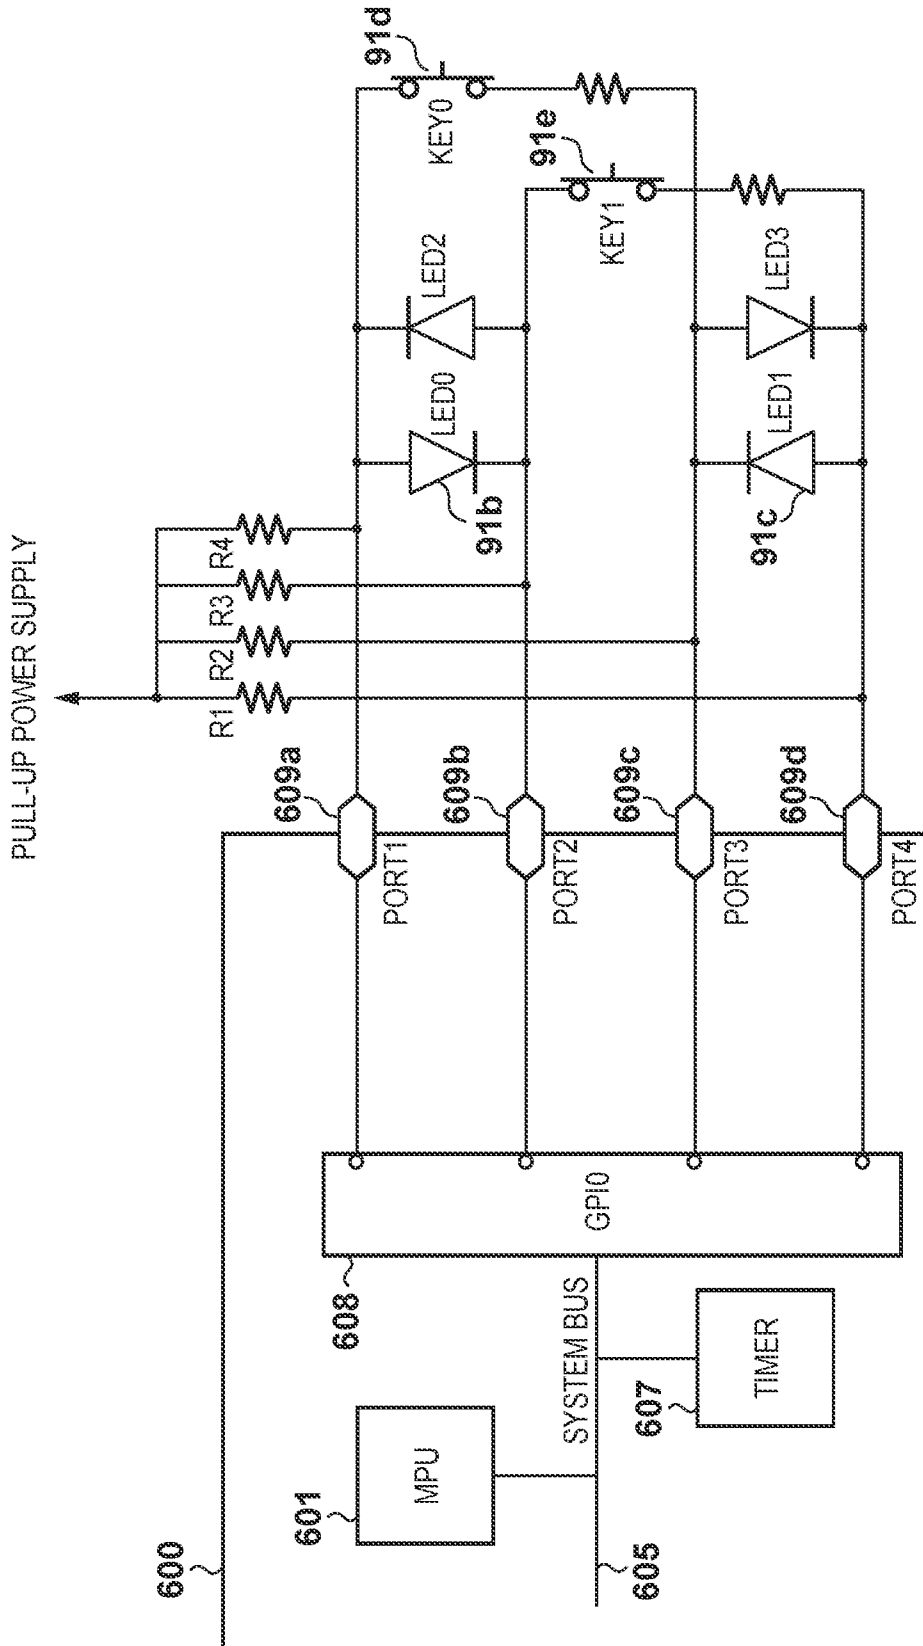 PULL-UP POWER SUPPLY
R1
R2
R3
R4
600
601
MPU
605
SYSTEM BUS
607
TIMER
608
GPIO
609a
PORT1
609b
PORT2
609c
PORT3
609d
PORT4
91b
LED0
LED2
91c
LED1
LED3
91d
KEY0
91e
KEY1